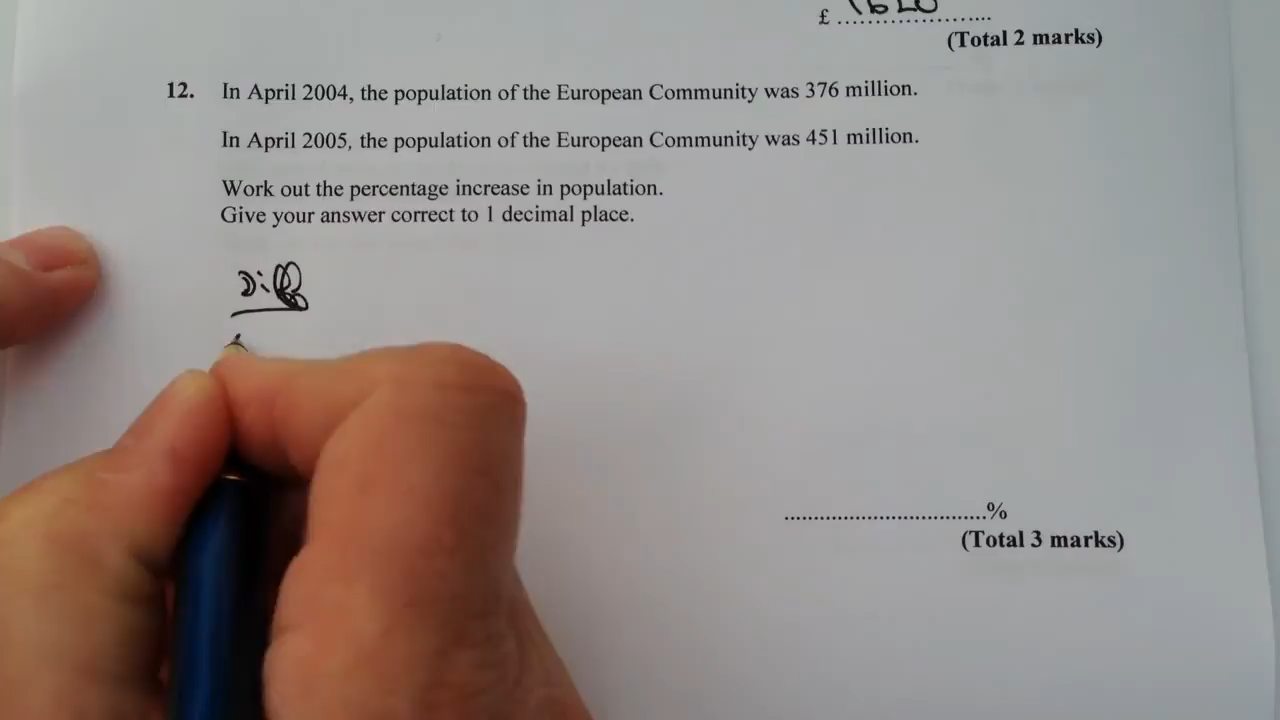 £ ......................
(Total 2 marks)
12. In April 2004, the population of the European Community was 376 million.
In April 2005, the population of the European Community was 451 million.
Work out the percentage increase in population.
Give your answer correct to 1 decimal place.
Diff
..................................%
(Total 3 marks)